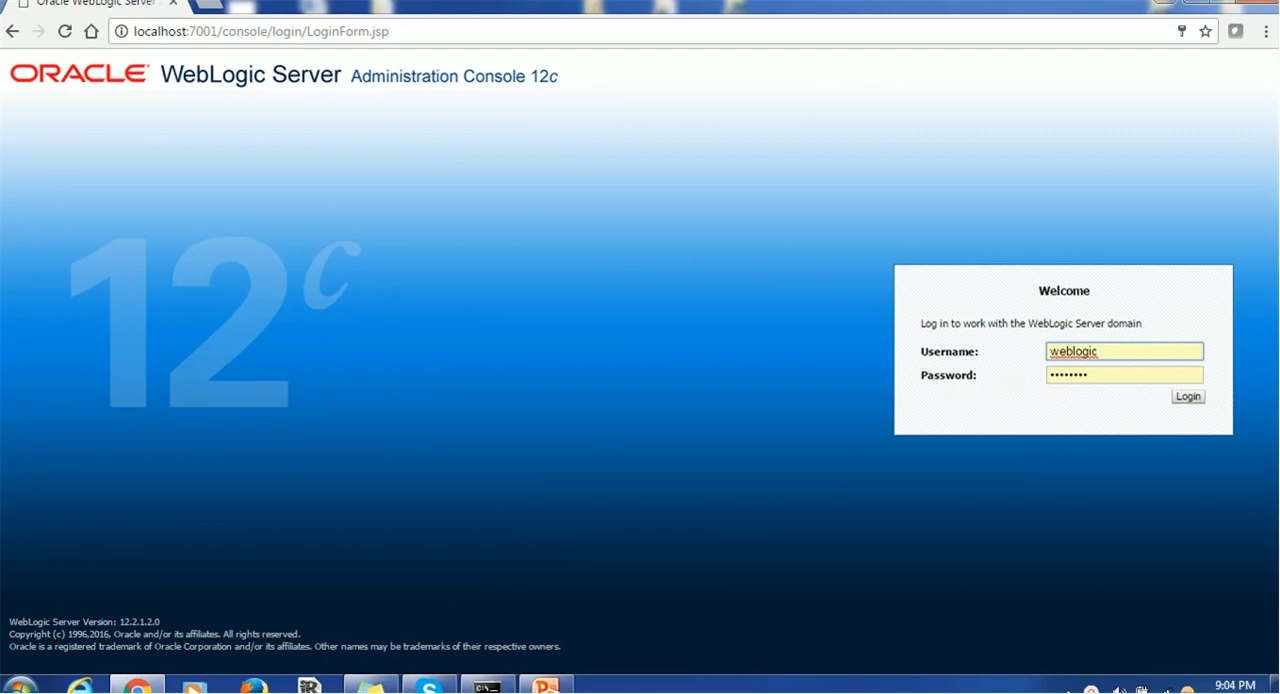 Oracle WebLogic Server
localhost:7001/console/login/LoginForm.jsp
ORACLE WebLogic Server Administration Console 12c
12c
Welcome
Log in to work with the WebLogic Server domain
Username: weblogic
Password: ••••••••
Login
WebLogic Server Version: 12.2.1.2.0
Copyright (c) 1996,2016, Oracle and/or its affiliates. All rights reserved.
Oracle is a registered trademark of Oracle Corporation and/or its affiliates. Other names may be trademarks of their respective owners.
9:04 PM